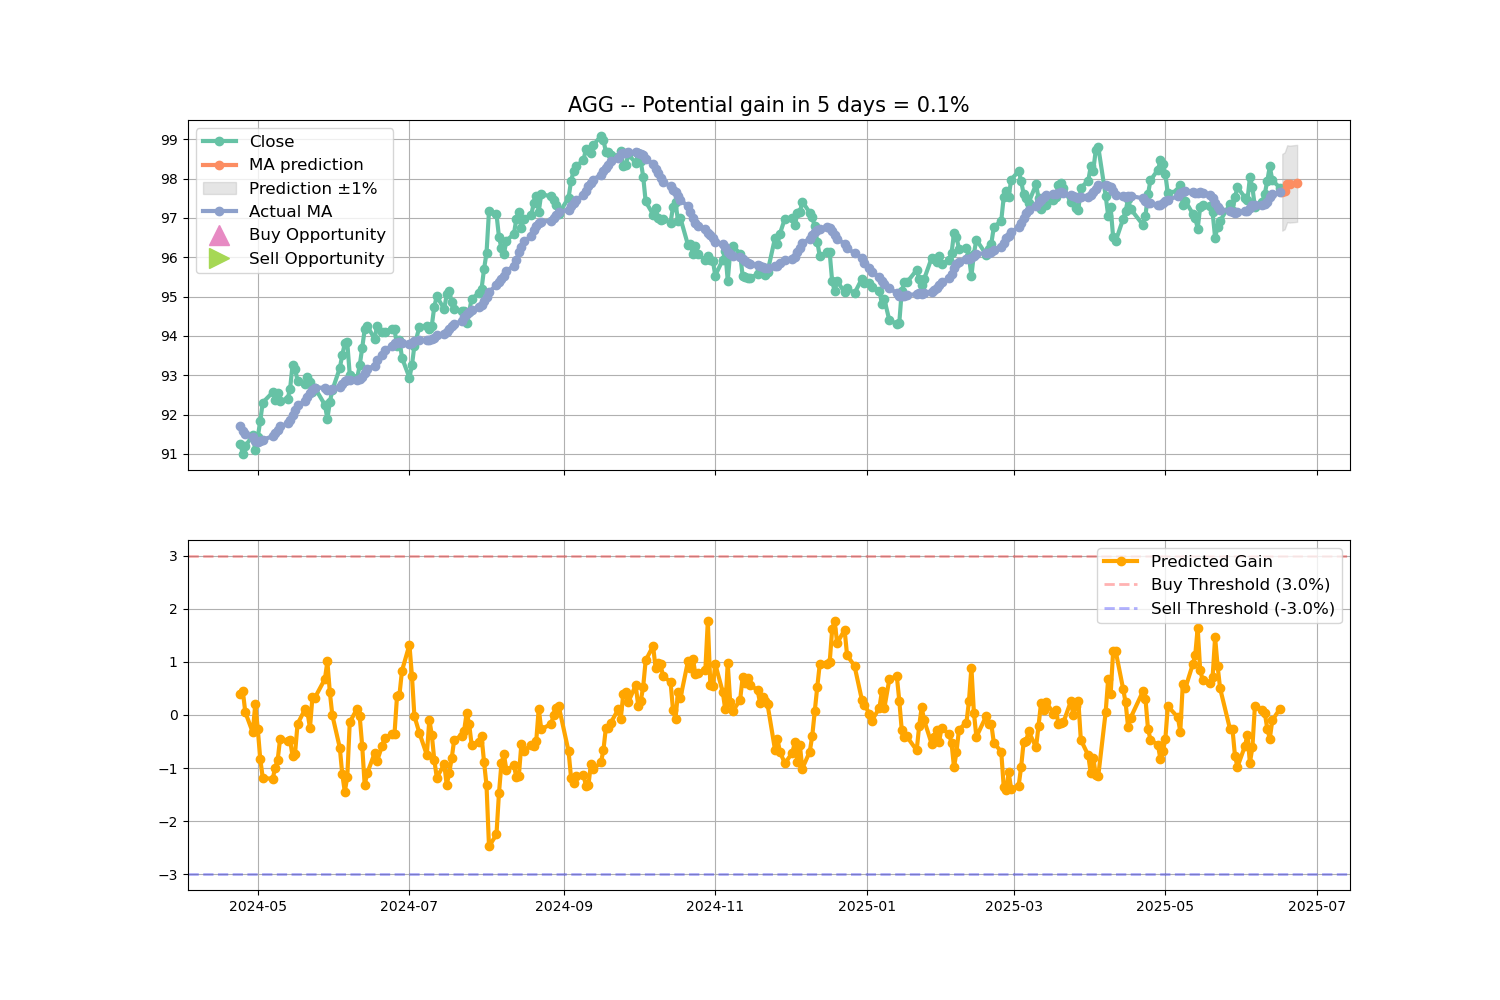 AGG -- Potential gain in 5 days = 0.1%
Close
MA prediction
Prediction ±1%
Actual MA
Buy Opportunity
Sell Opportunity
99
98
97
96
95
94
93
92
91
Predicted Gain
Buy Threshold (3.0%)
Sell Threshold (-3.0%)
3
2
1
0
−1
−2
−3
2024-05
2024-07
2024-09
2024-11
2025-01
2025-03
2025-05
2025-07